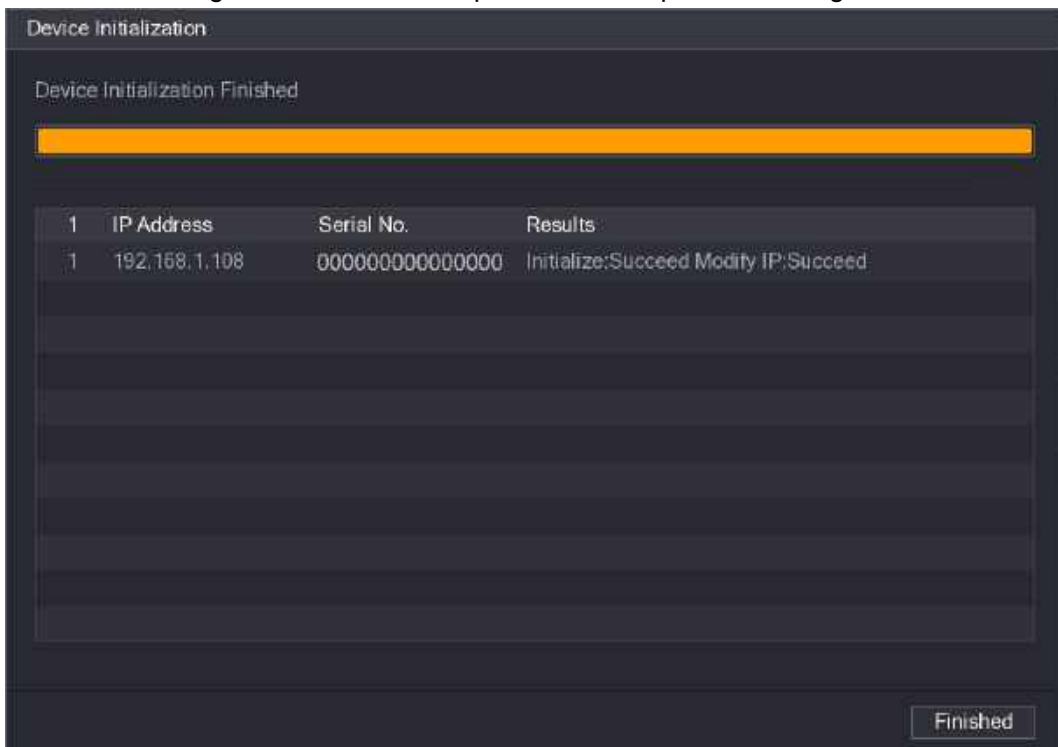 Device Initialization
Device Initialization Finished
1 IP Address Serial No. Results
1 192.168.1.108 000000000000000 Initialize:Succeed Modify IP:Succeed
Finished